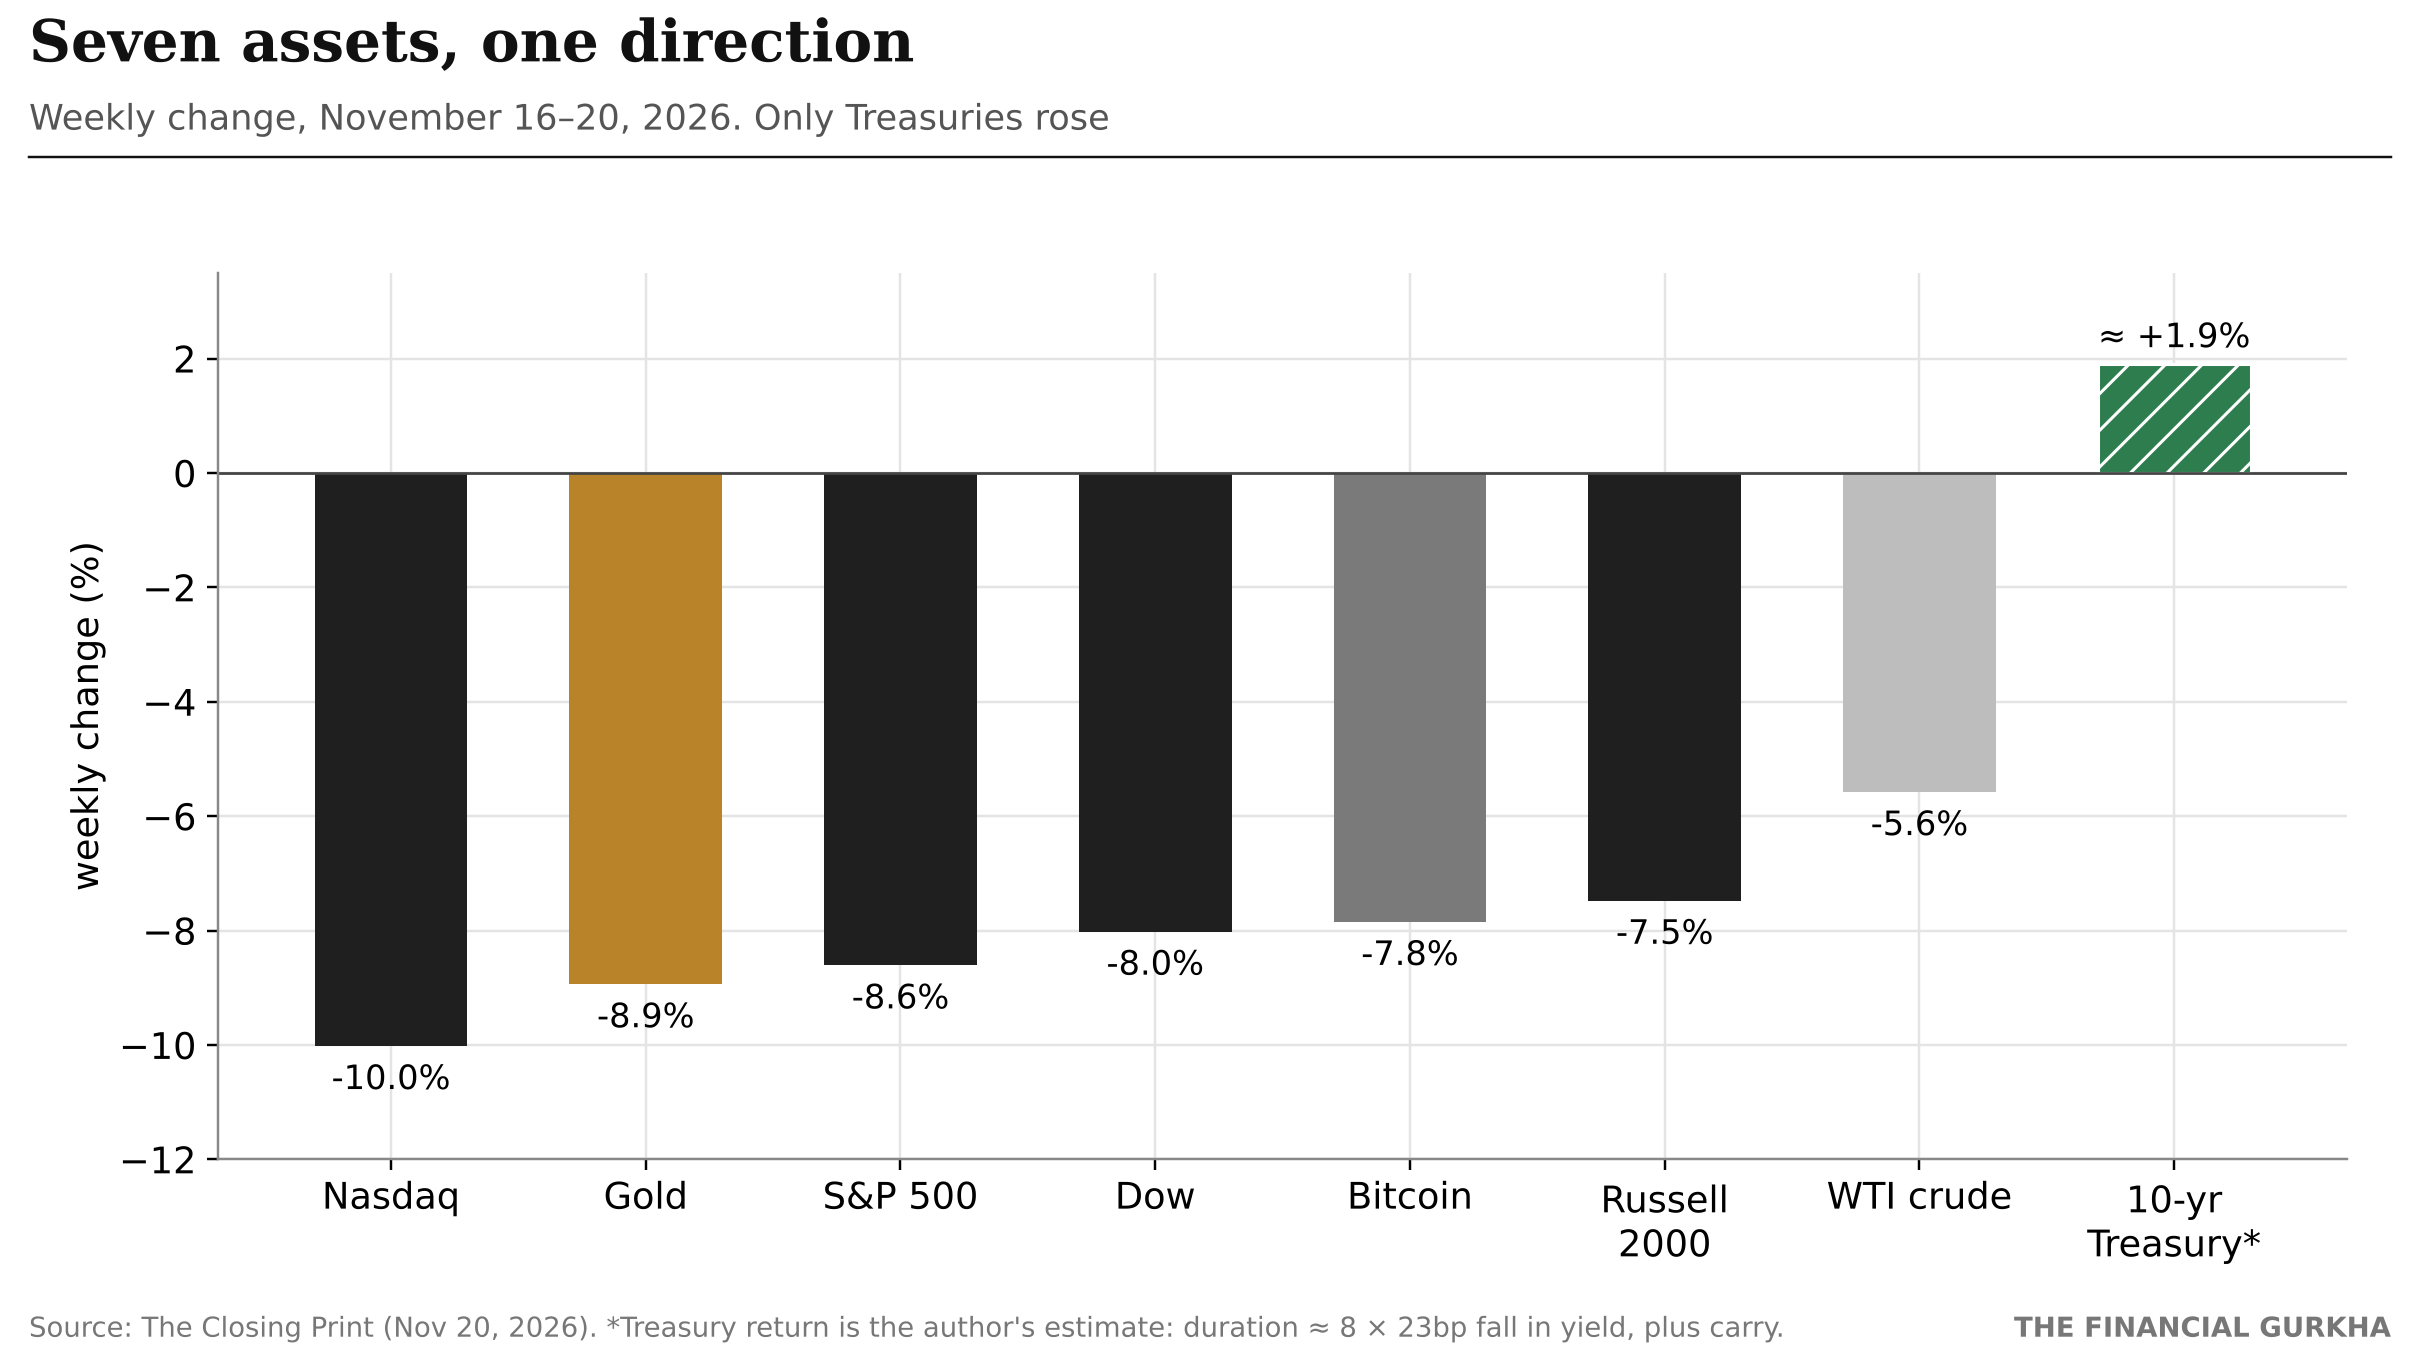 Seven assets, one direction
Weekly change, November 16–20, 2026. Only Treasuries rose
weekly change (%)
2
0
−2
−4
−6
−8
−10
−12
≈ +1.9%
-10.0%
-8.9%
-8.6%
-8.0%
-7.8%
-7.5%
-5.6%
Nasdaq
Gold
S&P 500
Dow
Bitcoin
Russell
2000
WTI crude
10-yr
Treasury*
Source: The Closing Print (Nov 20, 2026). *Treasury return is the author's estimate: duration ≈ 8 × 23bp fall in yield, plus carry.
THE FINANCIAL GURKHA